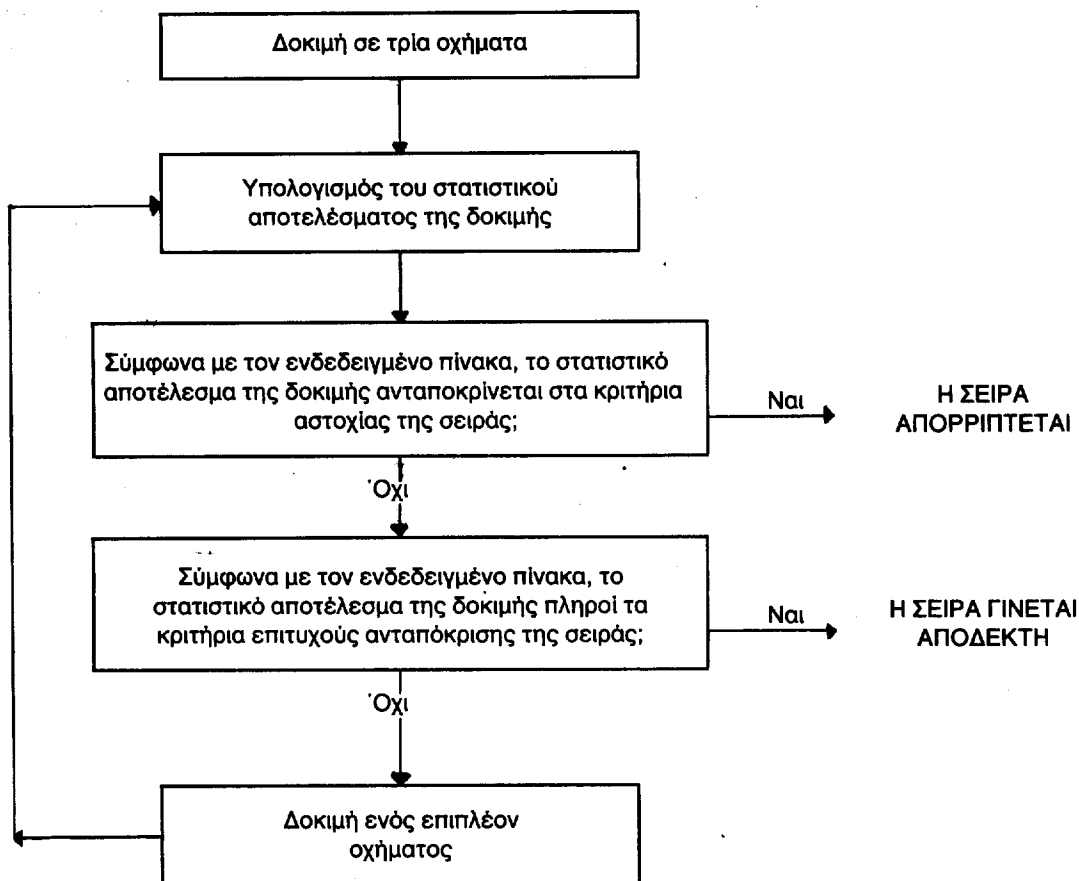 Δοκιμή σε τρία οχήματα
Υπολογισμός του στατιστικού
αποτελέσματος της δοκιμής
Σύμφωνα με τον ενδεδειγμένο πίνακα, το στατιστικό
αποτέλεσμα της δοκιμής ανταποκρίνεται στα κριτήρια
αστοχίας της σειράς;
Ναι
Η ΣΕΙΡΑ
ΑΠΟΡΡΙΠΤΕΤΑΙ
Όχι
Σύμφωνα με τον ενδεδειγμένο πίνακα, το
στατιστικό αποτέλεσμα της δοκιμής πληροί τα
κριτήρια επιτυχούς ανταπόκρισης της σειράς;
Ναι
Η ΣΕΙΡΑ ΓΙΝΕΤΑΙ
ΑΠΟΔΕΚΤΗ
Όχι
Δοκιμή ενός επιπλέον
οχήματος